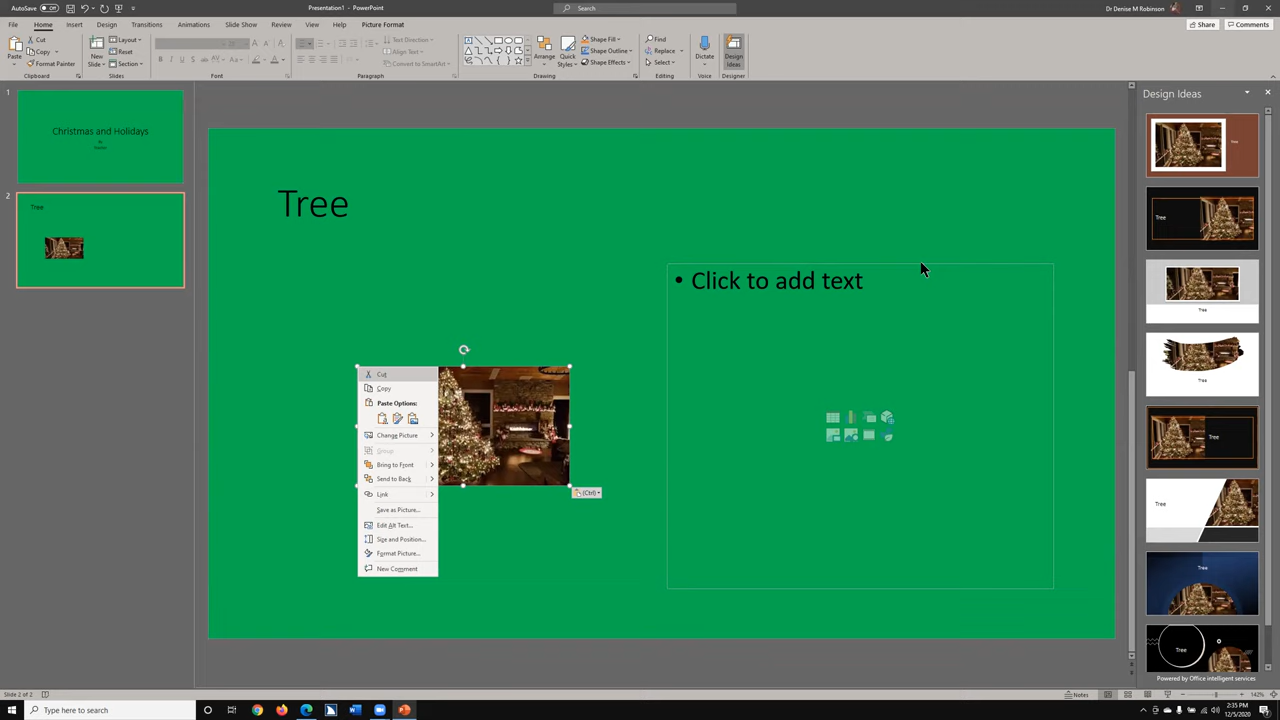 AutoSave Off
Presentation1 - PowerPoint
Search
Dr Denise M Robinson
File Home Insert Design Transitions Animations Slide Show Review View Help Picture Format
Share Comments
Paste
Cut
Copy
Format Painter
Clipboard
New
Slide
Layout
Reset
Section
Slides
Font
Text Direction
Align Text
Convert to SmartArt
Paragraph
Arrange
Quick
Styles
Shape Fill
Shape Outline
Shape Effects
Drawing
Find
Replace
Select
Editing
Dictate
Voice
Design
Ideas
Designer
1
Christmas and Holidays
2
Tree
Tree
• Click to add text
Cut
Copy
Paste Options:
Change Picture
Group
Bring to Front
Send to Back
Link
Save as Picture...
Edit Alt Text...
Size and Position...
Format Picture...
New Comment
(Ctrl)
Design Ideas
Tree
Tree
Tree
Tree
Tree
Tree
Tree
Tree
Powered by Office intelligent services
Slide 2 of 2
Notes
142%
Type here to search
2:35 PM
12/5/2020